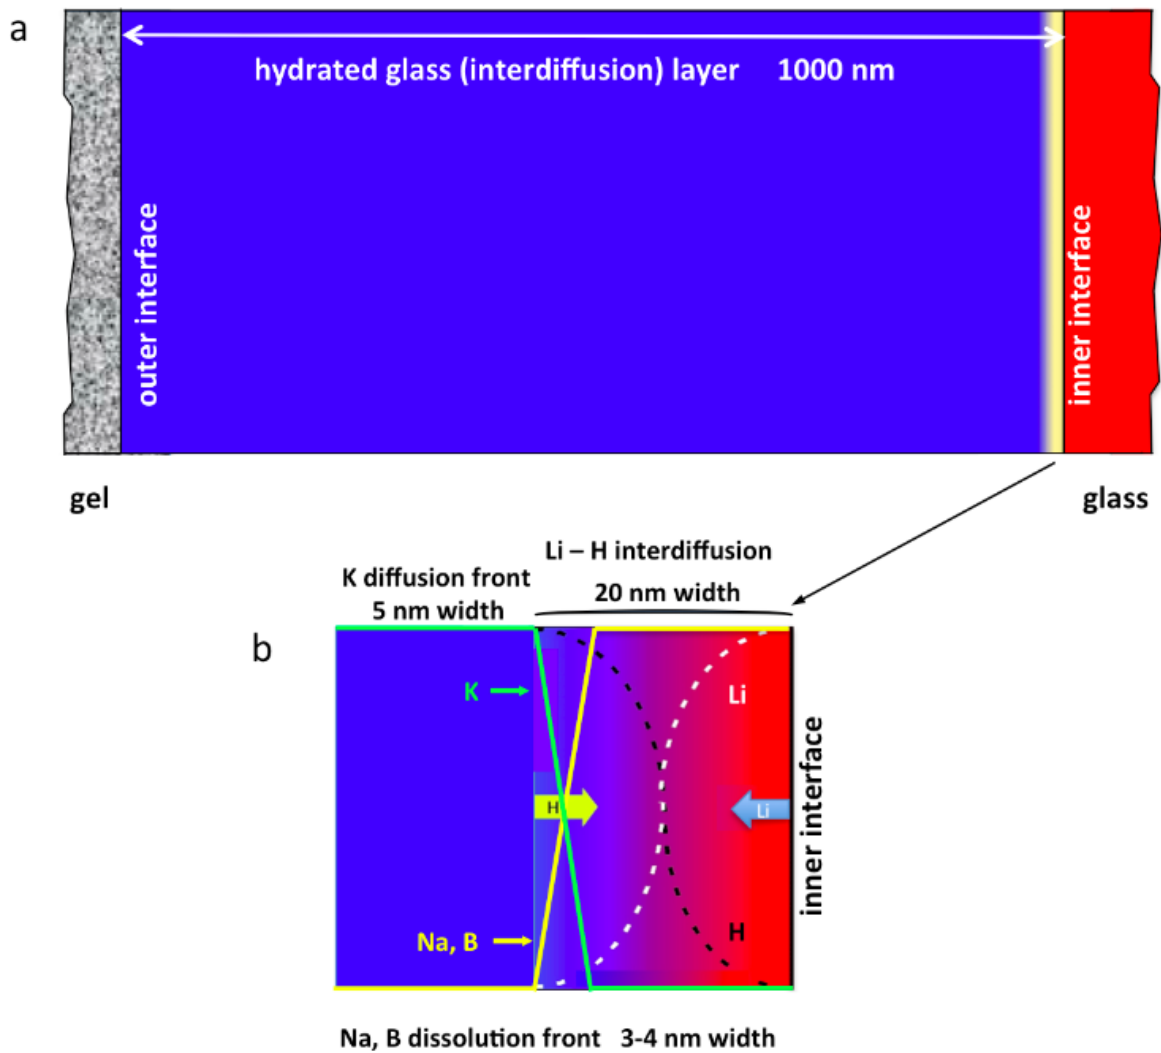 a
hydrated glass (interdiffusion) layer 1000 nm
outer interface
inner interface
gel
glass
Li – H interdiffusion
20 nm width
K diffusion front
5 nm width
b
K
Li
H
Li
inner interface
Na, B
H
Na, B dissolution front 3-4 nm width